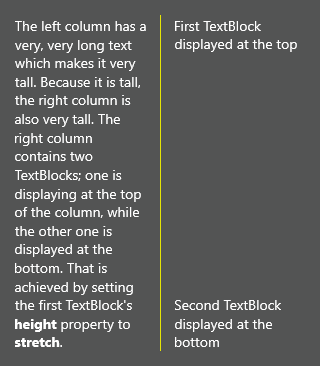 The left column has a
very, very long text
which makes it very
tall. Because it is tall,
the right column is
also very tall. The
right column
contains two
TextBlocks; one is
displaying at the top
of the column, while
the other one is
displayed at the
bottom. That is
achieved by setting
the first TextBlock's
height property to
stretch.
First TextBlock
displayed at the top
Second TextBlock
displayed at the
bottom